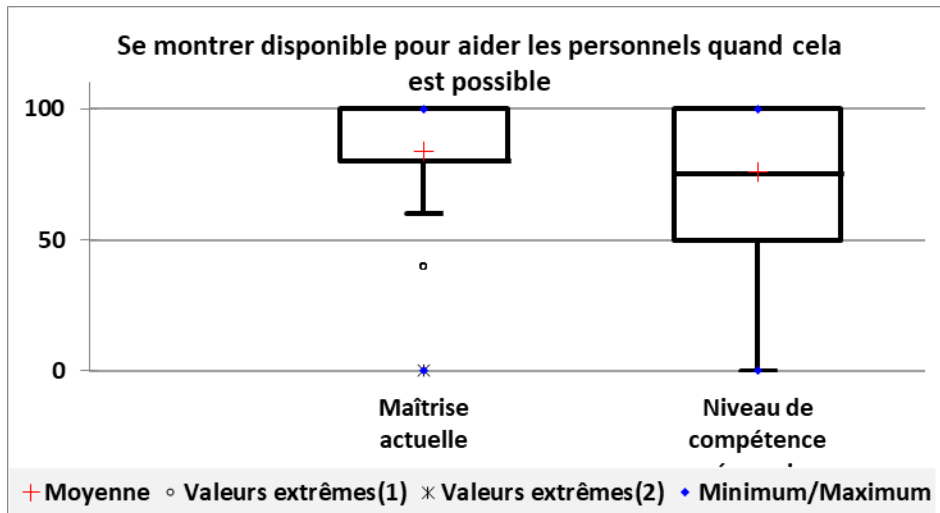 Se montrer disponible pour aider les personnels quand cela
est possible
100
50
0
Maîtrise
actuelle
Niveau de
compétence
Moyenne Valeurs extrêmes(1) Valeurs extrêmes(2) Minimum/Maximum